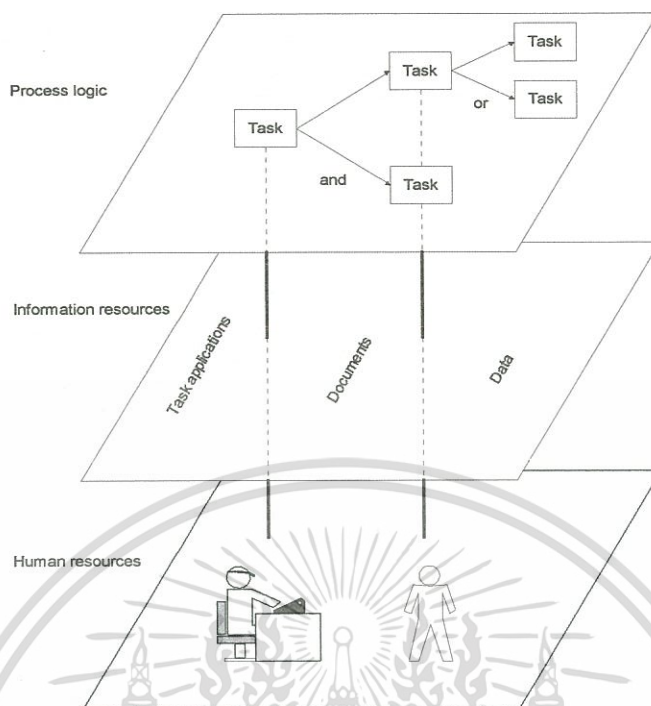 Task
Process logic
Task
Task
or
Task
and
Task
Information resources
Task applications
Documents
Data
Human resources